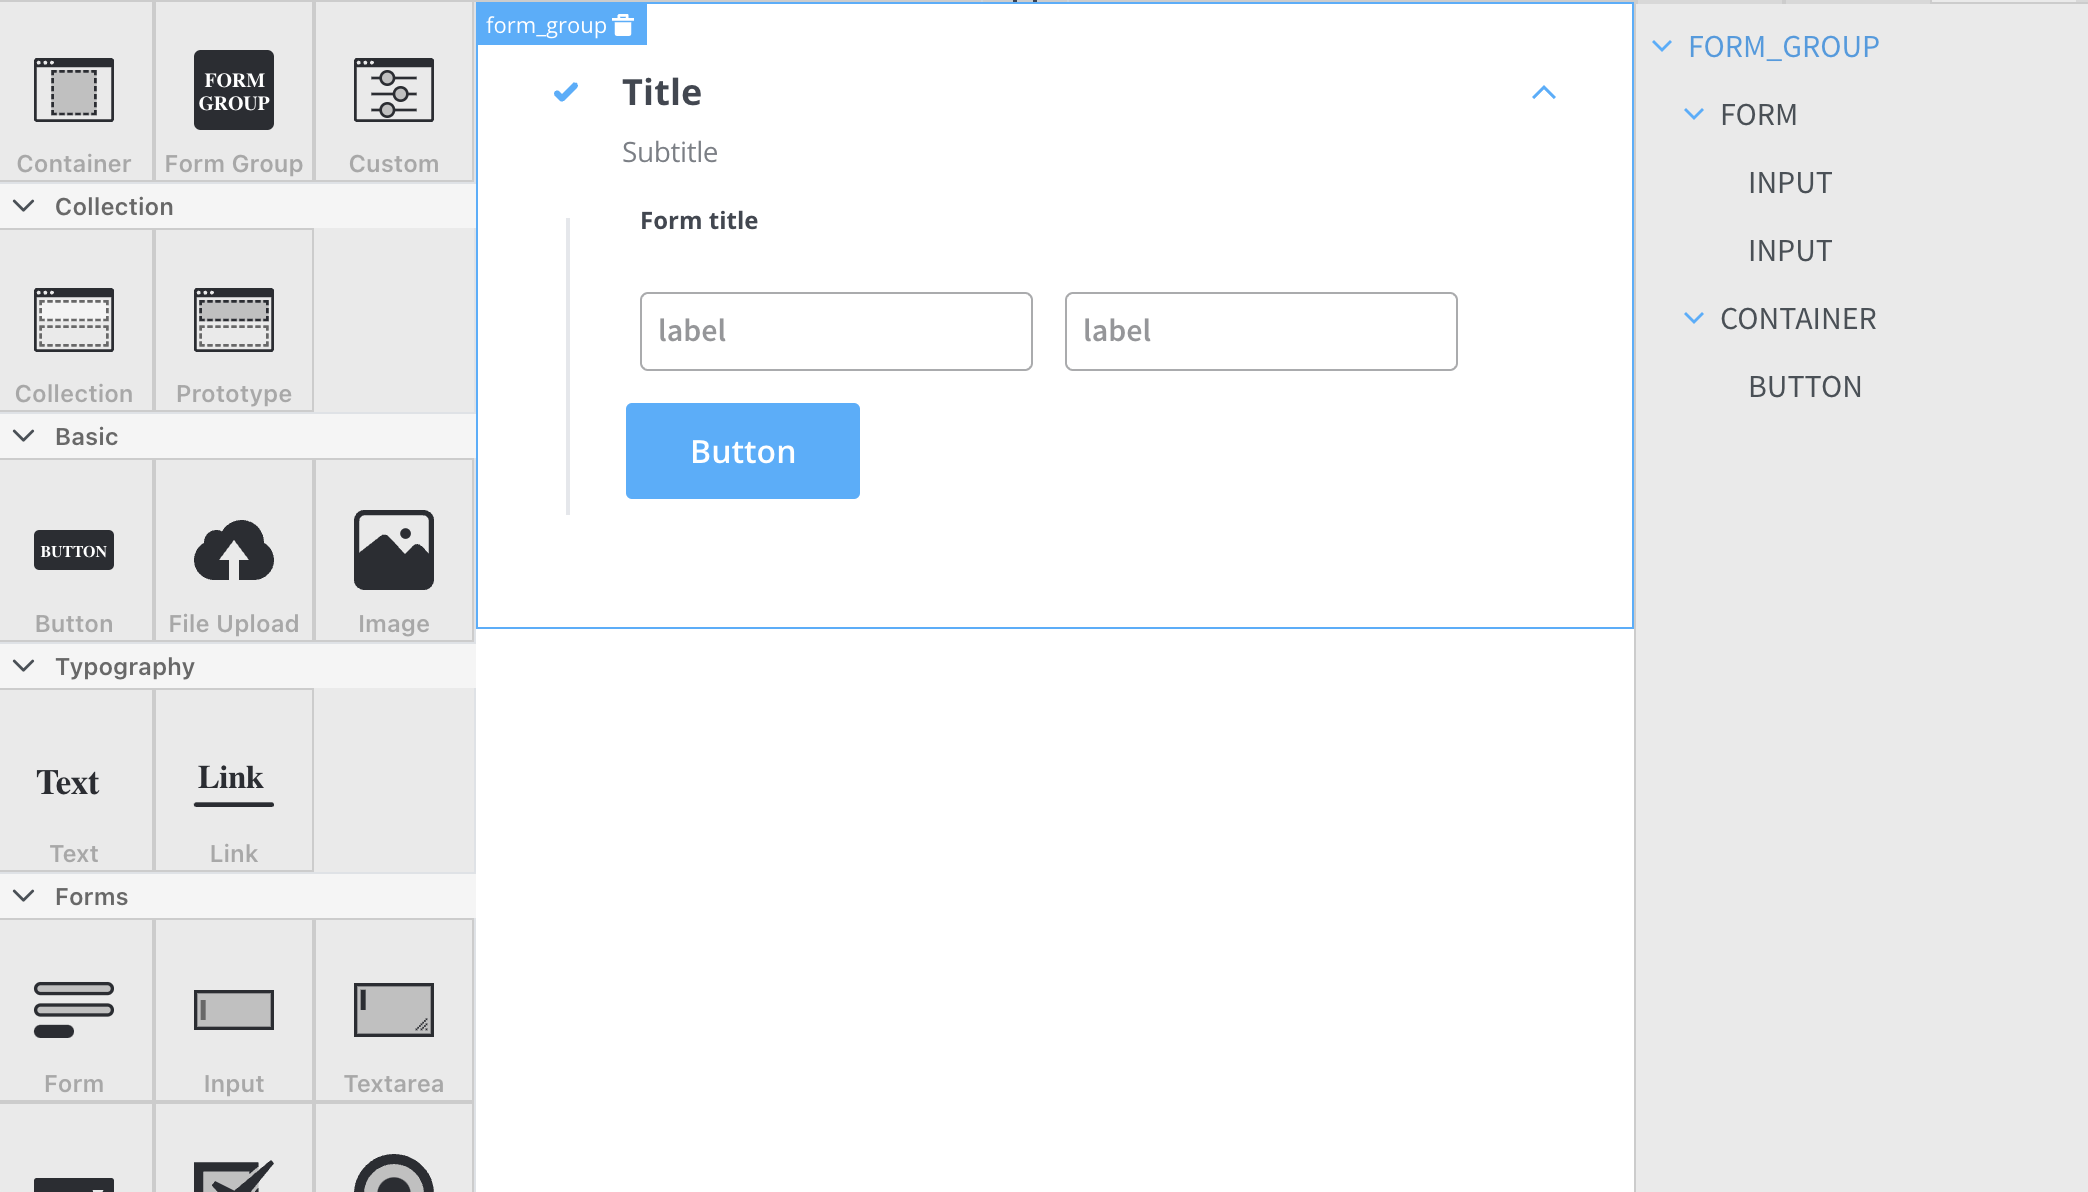 FORM
GROUP
Container
Form Group
Custom
Collection
Collection
Prototype
Basic
BUTTON
Button
File Upload
Image
Typography
Text
Link
Text
Link
Forms
Form
Input
Textarea
form_group
Title
Subtitle
Form title
label
label
Button
FORM_GROUP
FORM
INPUT
INPUT
CONTAINER
BUTTON